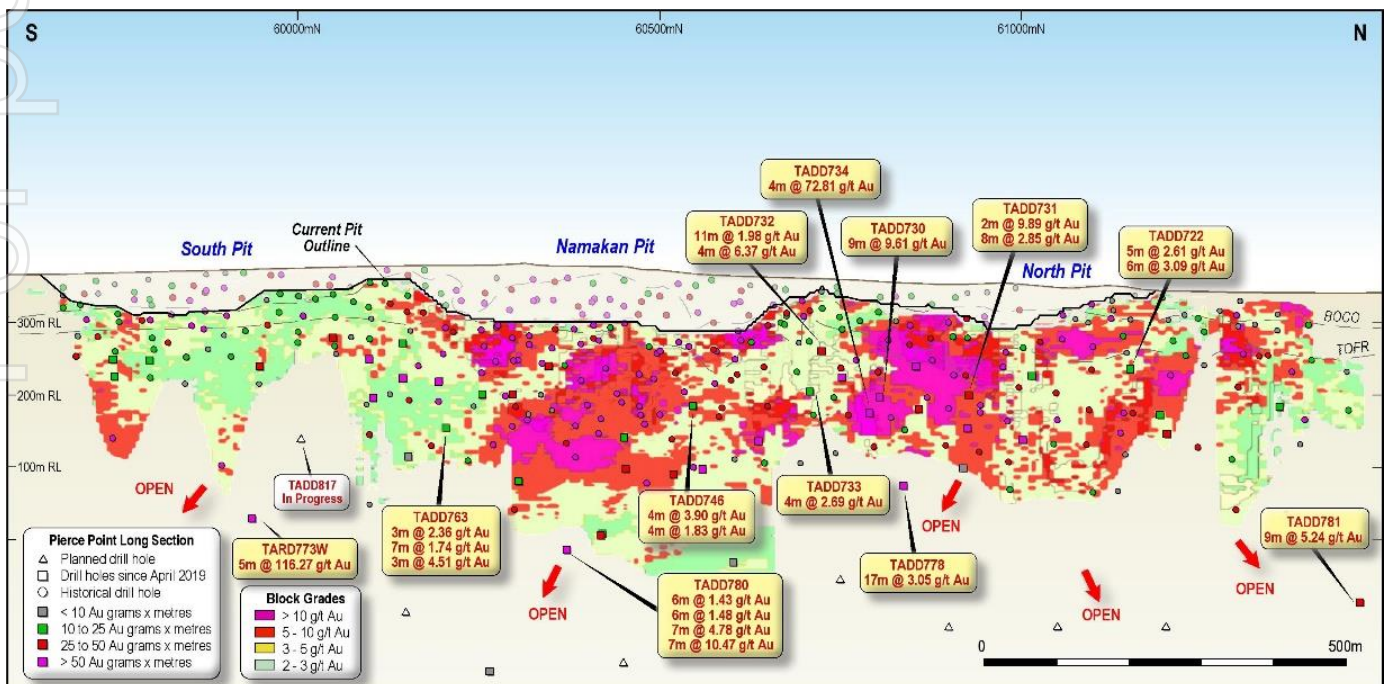 S
60000mN
60500mN
61000mN
N
TADD734
4m @ 72.81 g/t Au
TADD732
11m @ 1.98 g/t Au
4m @ 6.37 g/t Au
TADD730
9m @ 9.61 g/t Au
TADD731
2m @ 9.89 g/t Au
8m @ 2.85 g/t Au
TADD722
5m @ 2.61 g/t Au
6m @ 3.09 g/t Au
South Pit
Current Pit
Outline
Namakan Pit
North Pit
300m RL
BOCO
TOFR
200m RL
100m RL
OPEN
TADD817
In Progress
TADD763
3m @ 2.36 g/t Au
7m @ 1.74 g/t Au
3m @ 4.51 g/t Au
TADD746
4m @ 3.90 g/t Au
4m @ 1.83 g/t Au
TADD733
4m @ 2.69 g/t Au
OPEN
TARD773W
5m @ 116.27 g/t Au
TADD778
17m @ 3.05 g/t Au
TADD781
9m @ 5.24 g/t Au
OPEN
TADD780
6m @ 1.43 g/t Au
6m @ 1.48 g/t Au
7m @ 4.78 g/t Au
7m @ 10.47 g/t Au
OPEN
OPEN
Pierce Point Long Section
Planned drill hole
Drill holes since April 2019
Historical drill hole
< 10 Au grams x metres
10 to 25 Au grams x metres
25 to 50 Au grams x metres
> 50 Au grams x metres
Block Grades
> 10 g/t Au
5 - 10 g/t Au
3 - 5 g/t Au
2 - 3 g/t Au
0
500m